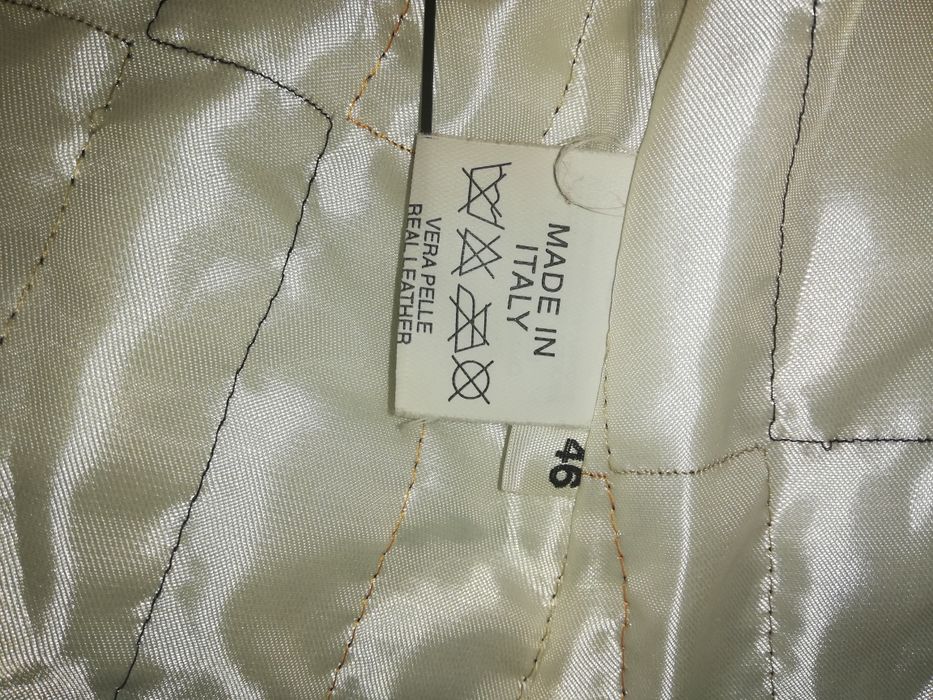 MADE IN
ITALY
VERA PELLE
REAL LEATHER
46